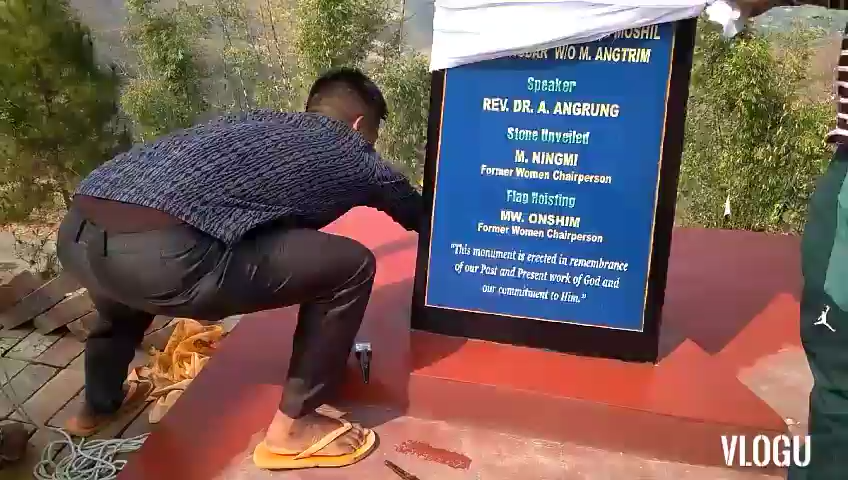 MOSHIL
W/O M. ANGTRIM
Speaker
REV. DR. A. ANGRUNG
Stone Unveiled
M. NINGMI
Former Women Chairperson
Flag Hoisting
MW. ONSHIM
Former Women Chairperson
"This monument is erected in remembrance
of our Past and Present work of God and
our commitment to Him."
VLOGU